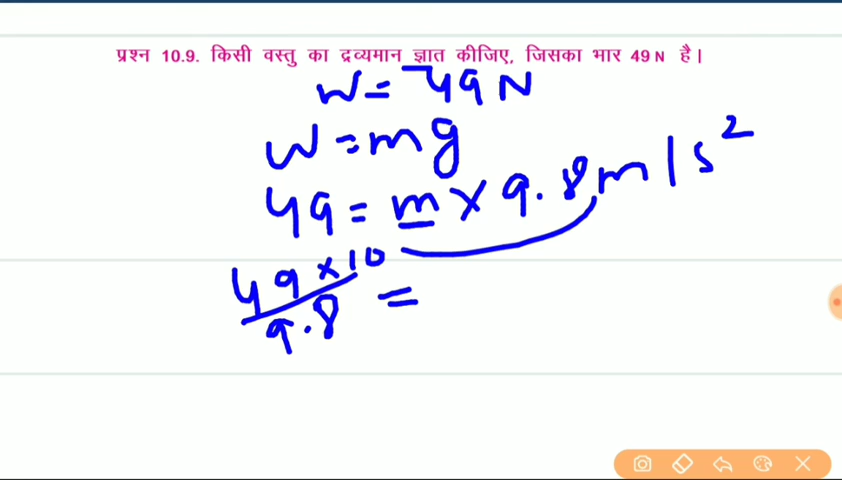 प्रश्न 10.9. किसी वस्तु का द्रव्यमान ज्ञात कीजिए, जिसका भार 49 N है।
W = 49 N
W = mg
49 = m × 9.8 m/s²
49 × 10
9.8 =